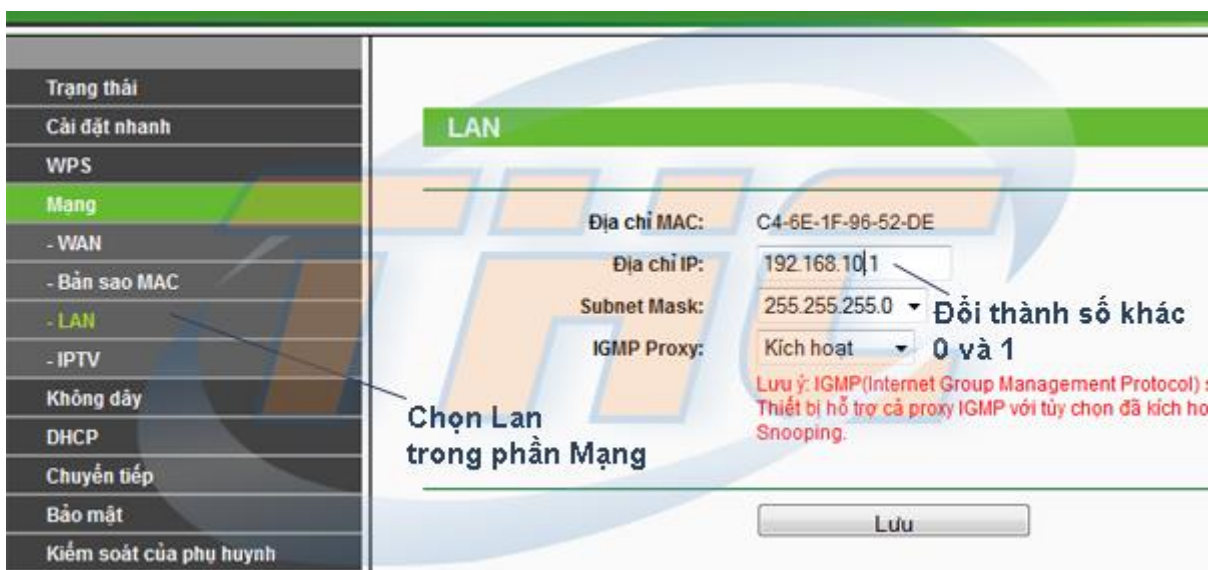 Trạng thái
Cài đặt nhanh
WPS
Mạng
- WAN
- Bản sao MAC
- LAN
- IPTV
Không dây
DHCP
Chuyển tiếp
Bảo mật
Kiểm soát của phụ huynh
LAN
Địa chỉ MAC: C4-6E-1F-96-52-DE
Địa chỉ IP: 192.168.10.1
Subnet Mask: 255.255.255.0
IGMP Proxy: Kích hoạt
Đổi thành số khác
0 và 1
Lưu ý: IGMP(Internet Group Management Protocol) s
Thiết bị hỗ trợ cả proxy IGMP với tùy chọn đã kích ho
Snooping.
Chọn Lan
trong phần Mạng
Lưu
THC